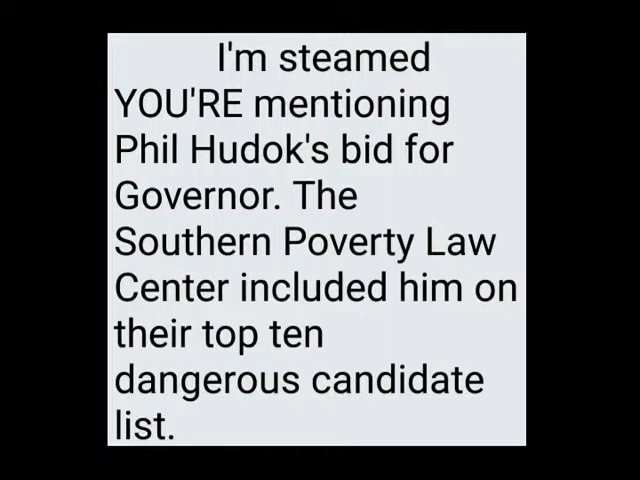 I'm steamed
YOU'RE mentioning
Phil Hudok's bid for
Governor. The
Southern Poverty Law
Center included him on
their top ten
dangerous candidate
list.